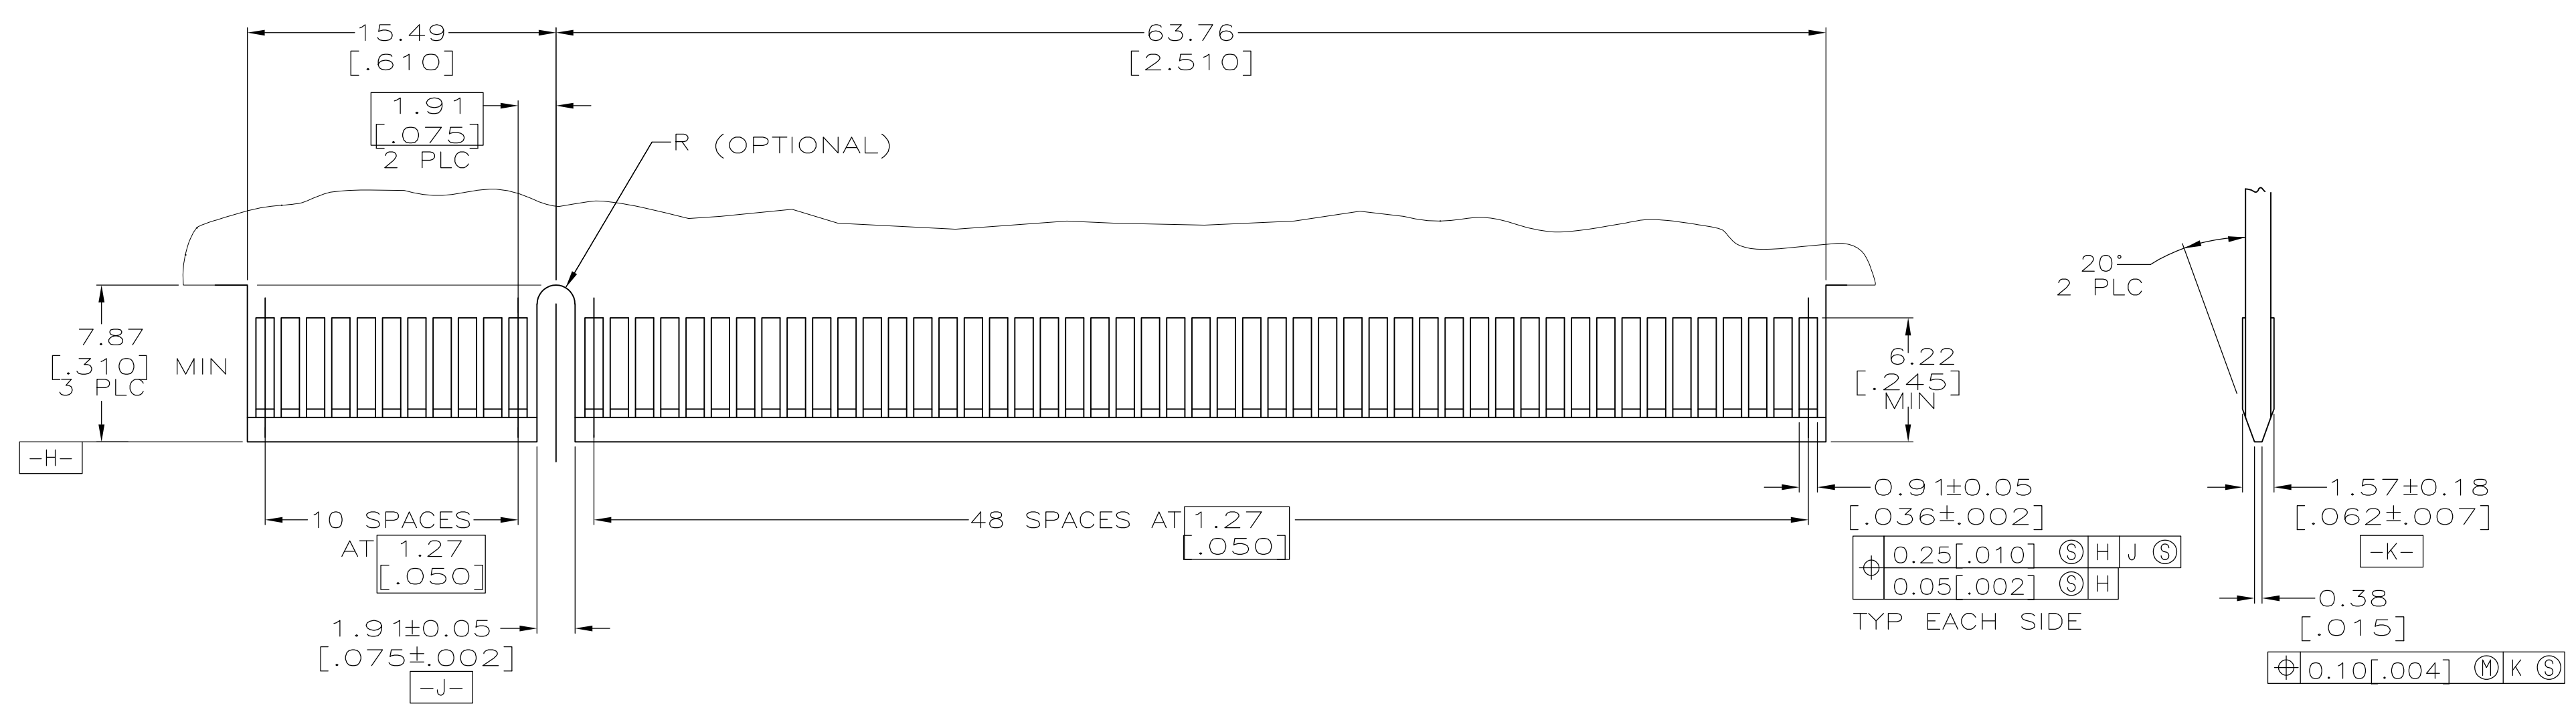 15.49
[.610]
63.76
[2.510]
1.91
[.075]
2 PLC
R (OPTIONAL)
20°
2 PLC
7.87
[.310] MIN
3 PLC
6.22
[.245]
MIN
-H-
10 SPACES
AT 1.27
[.050]
48 SPACES AT 1.27
[.050]
0.91±0.05
[.036±.002]
⌖ 0.25[.010] Ⓢ H J Ⓢ
0.05[.002] Ⓢ H
TYP EACH SIDE
1.57±0.18
[.062±.007]
-K-
0.38
[.015]
⌖ 0.10[.004] Ⓜ K Ⓢ
1.91±0.05
[.075±.002]
-J-